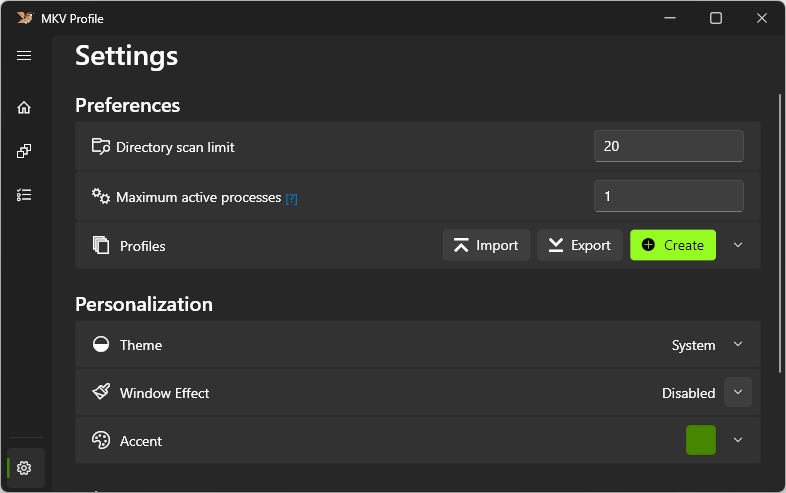 MKV Profile
Settings
Preferences
Directory scan limit
20
Maximum active processes [?]
1
Profiles
Import
Export
Create
Personalization
Theme
System
Window Effect
Disabled
Accent